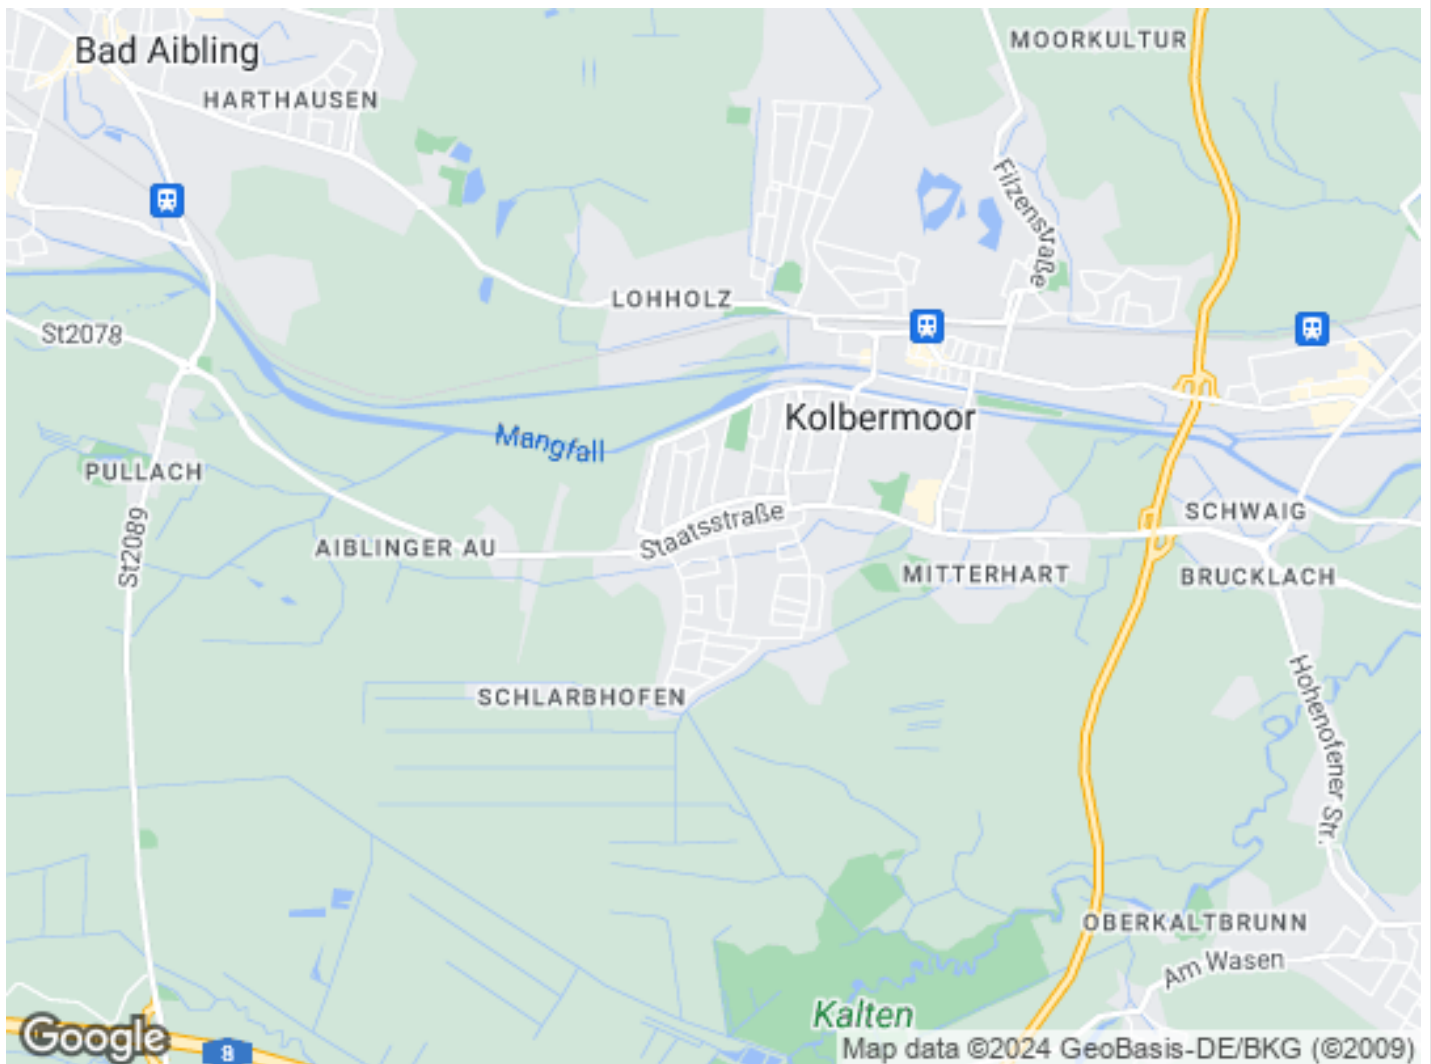 Bad Aibling
MOORKULTUR
HARTHAUSEN
Filzenstraße
LOHHOLZ
St2078
Kolbermoor
Mangfall
PULLACH
Staatsstraße
SCHWAIG
St2089
AIBLINGER AU
MITTERHART
BRUCKLACH
SCHLARBHOFEN
Hohenofener Str.
OBERKALTBRUNN
Am Wasen
Kalten
Google
8
Map data ©2024 GeoBasis-DE/BKG (©2009)